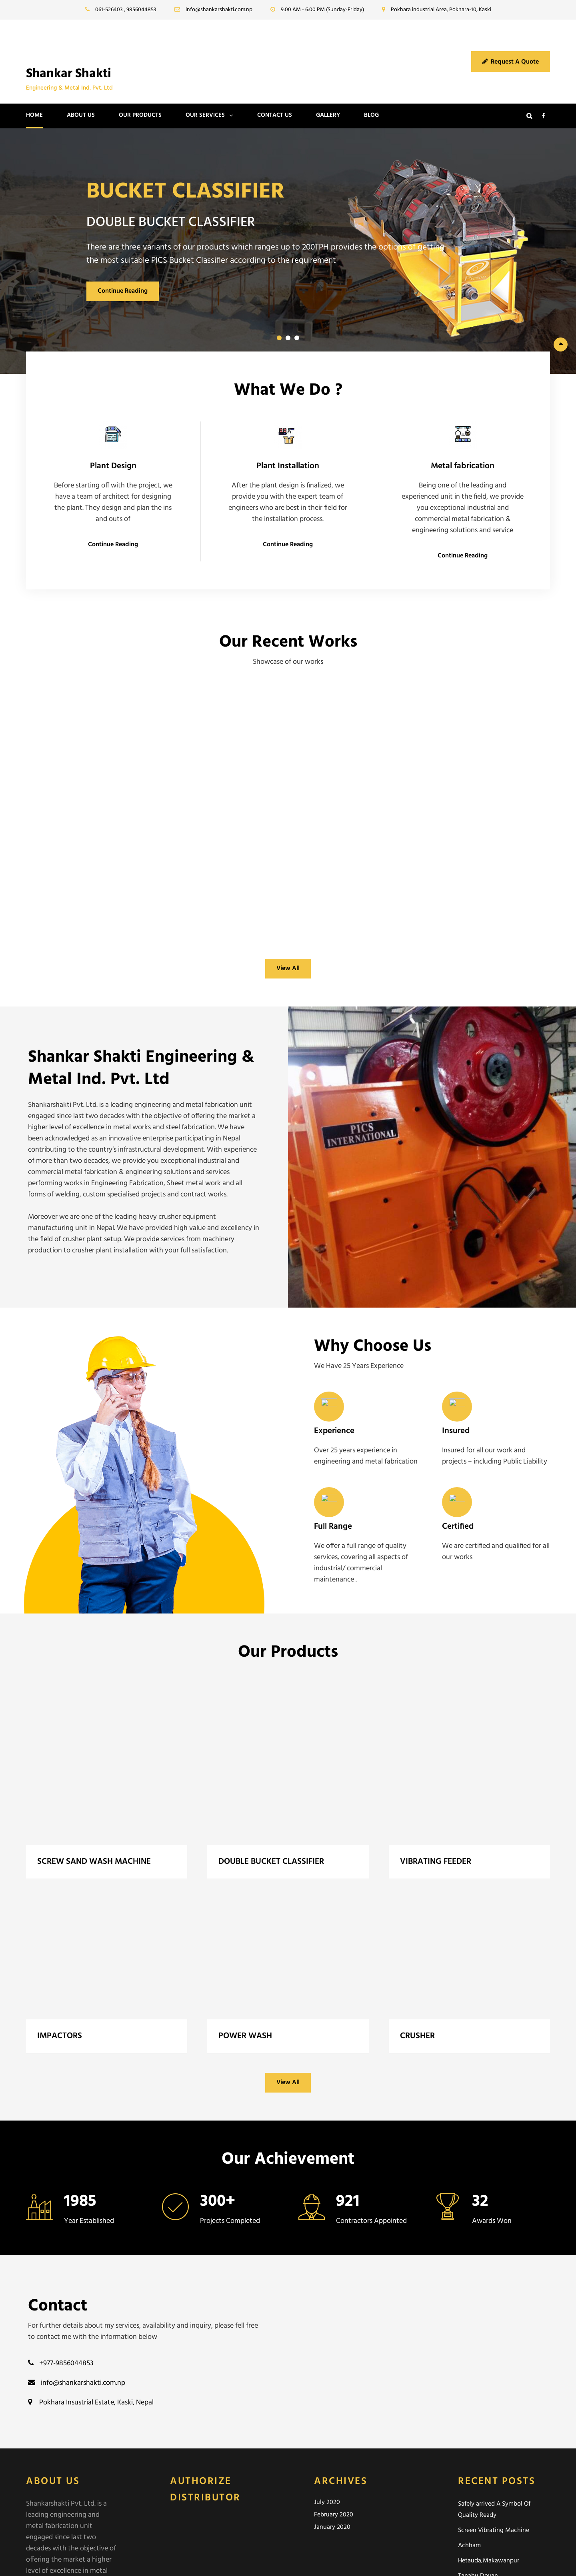 061-526403 , 9856044853
info@shankarshakti.com.np
9:00 AM - 6:00 PM (Sunday-Friday)
Pokhara industrial Area, Pokhara-10, Kaski
Shankar Shakti
Engineering & Metal Ind. Pvt. Ltd
Request A Quote
HOME
ABOUT US
OUR PRODUCTS
OUR SERVICES
CONTACT US
GALLERY
BLOG
BUCKET CLASSIFIER
DOUBLE BUCKET CLASSIFIER
There are three variants of our products which ranges up to 200TPH provides the options of getting
the most suitable PICS Bucket Classifier according to the requirement
Continue Reading
What We Do ?
Plant Design
Before starting off with the project, we
have a team of architect for designing
the plant. They design and plan the ins
and outs of
Continue Reading
Plant Installation
After the plant design is finalized, we
provide you with the expert team of
engineers who are best in their field for
the installation process.
Continue Reading
Metal fabrication
Being one of the leading and
experienced unit in the field, we provide
you exceptional industrial and
commercial metal fabrication &
engineering solutions and service
Continue Reading
Our Recent Works
Showcase of our works
View All
Shankar Shakti Engineering &
Metal Ind. Pvt. Ltd
Shankarshakti Pvt. Ltd. is a leading engineering and metal fabrication unit
engaged since last two decades with the objective of offering the market a
higher level of excellence in metal works and steel fabrication. We have
been acknowledged as an innovative enterprise participating in Nepal
contributing to the country's infrastructural development. With experience
of more than two decades, we provide you exceptional industrial and
commercial metal fabrication & engineering solutions and services
performing works in Engineering Fabrication, Sheet metal work and all
forms of welding, custom specialised projects and contract works.
Moreover we are one of the leading heavy crusher equipment
manufacturing unit in Nepal. We have provided high value and excellency in
the field of crusher plant setup. We provide services from machinery
production to crusher plant installation with your full satisfaction.
PICS
INTERNATIONAL
Why Choose Us
We Have 25 Years Experience
Experience
Over 25 years experience in
engineering and metal fabrication
Insured
Insured for all our work and
projects – including Public Liability
Full Range
We offer a full range of quality
services, covering all aspects of
industrial/ commercial
maintenance .
Certified
We are certified and qualified for all
our works
Our Products
SCREW SAND WASH MACHINE
DOUBLE BUCKET CLASSIFIER
VIBRATING FEEDER
IMPACTORS
POWER WASH
CRUSHER
View All
Our Achievement
1985
Year Established
300+
Projects Completed
921
Contractors Appointed
32
Awards Won
Contact
For further details about my services, availability and inquiry, please fell free
to contact me with the information below
+977-9856044853
info@shankarshakti.com.np
Pokhara Insustrial Estate, Kaski, Nepal
ABOUT US
Shankarshakti Pvt. Ltd. is a
leading engineering and
metal fabrication unit
engaged since last two
decades with the objective of
offering the market a higher
level of excellence in metal
AUTHORIZE
DISTRIBUTOR
ARCHIVES
July 2020
February 2020
January 2020
RECENT POSTS
Safely arrived A Symbol Of
Quality Ready
Screen Vibrating Machine
Achham
Hetauda,Makawanpur